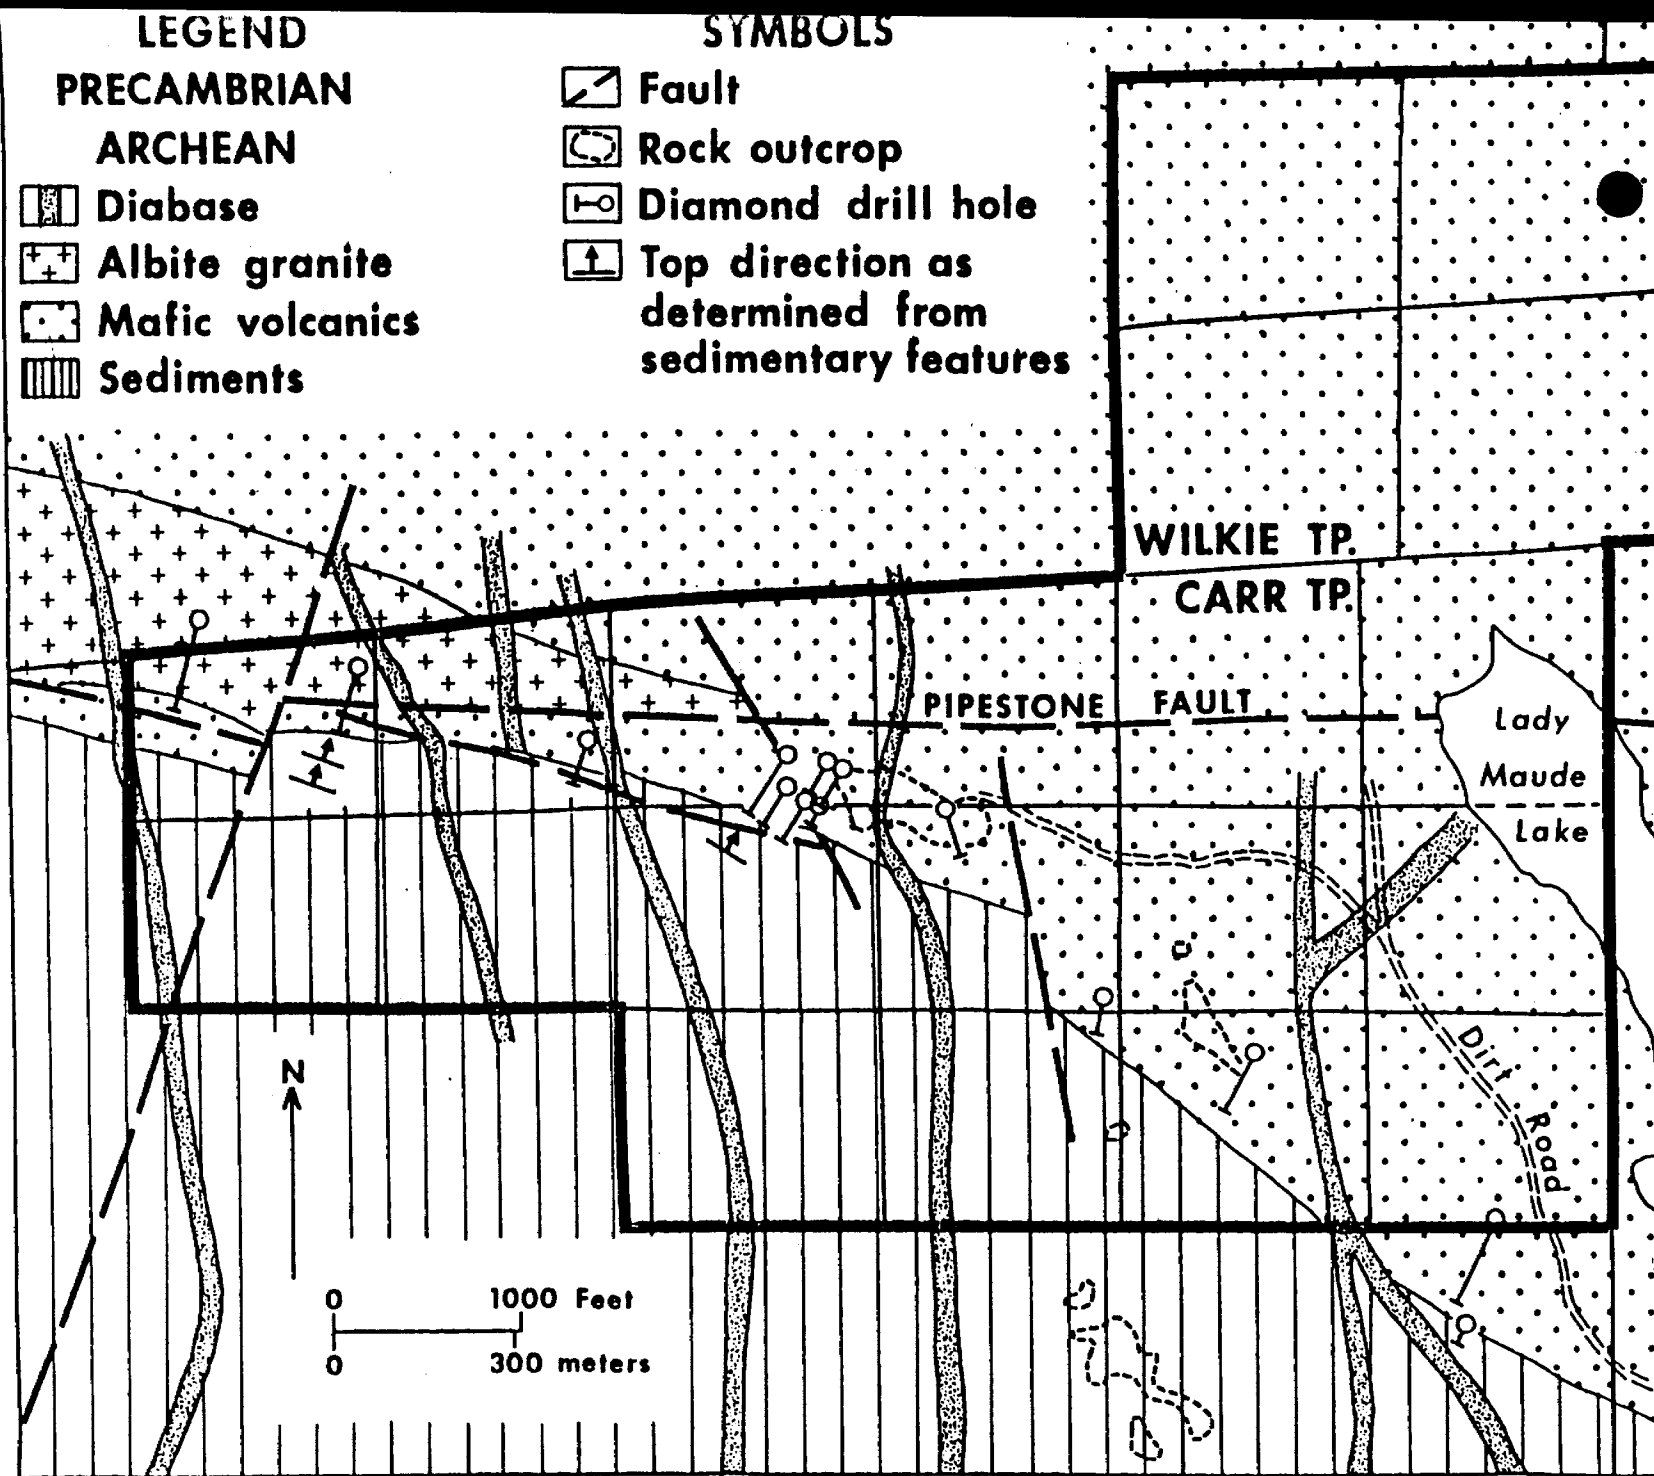 LEGEND
PRECAMBRIAN
ARCHEAN
Diabase
Albite granite
Mafic volcanics
Sediments
SYMBOLS
Fault
Rock outcrop
Diamond drill hole
Top direction as
determined from
sedimentary features
WILKIE TP.
CARR TP.
PIPESTONE FAULT
Lady
Maude
Lake
Dirt Road
N
0 1000 Feet
0 300 meters